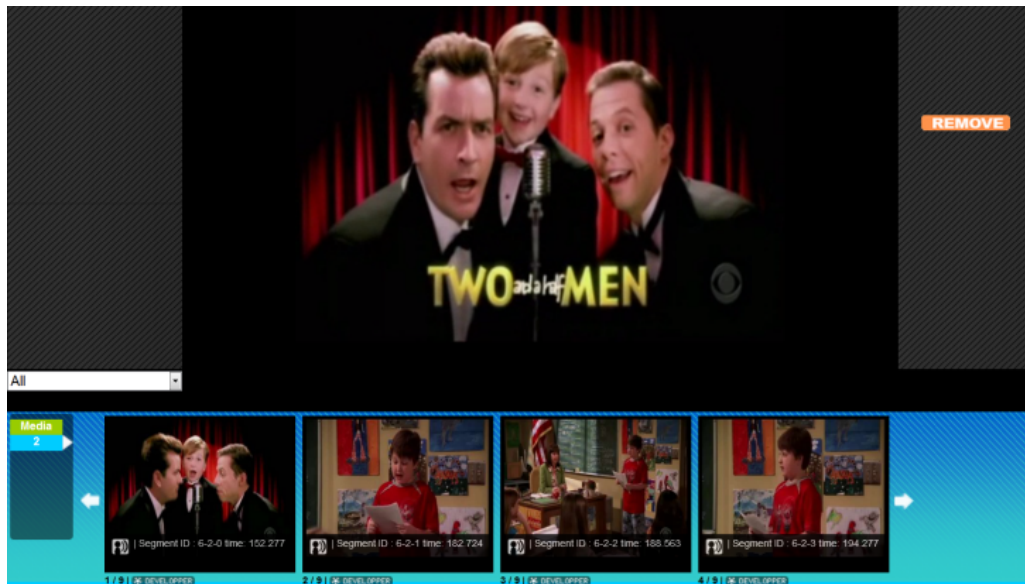 REMOVE
TWO and a half MEN
All
Media
2
| Segment ID : 6-2-0 time: 152.277
| Segment ID : 6-2-1 time: 182.724
| Segment ID : 6-2-2 time: 188.563
| Segment ID : 6-2-3 time: 194.277
1 / 9 | DEVELOPPER
2 / 9 | DEVELOPPER
3 / 9 | DEVELOPPER
4 / 9 | DEVELOPPER